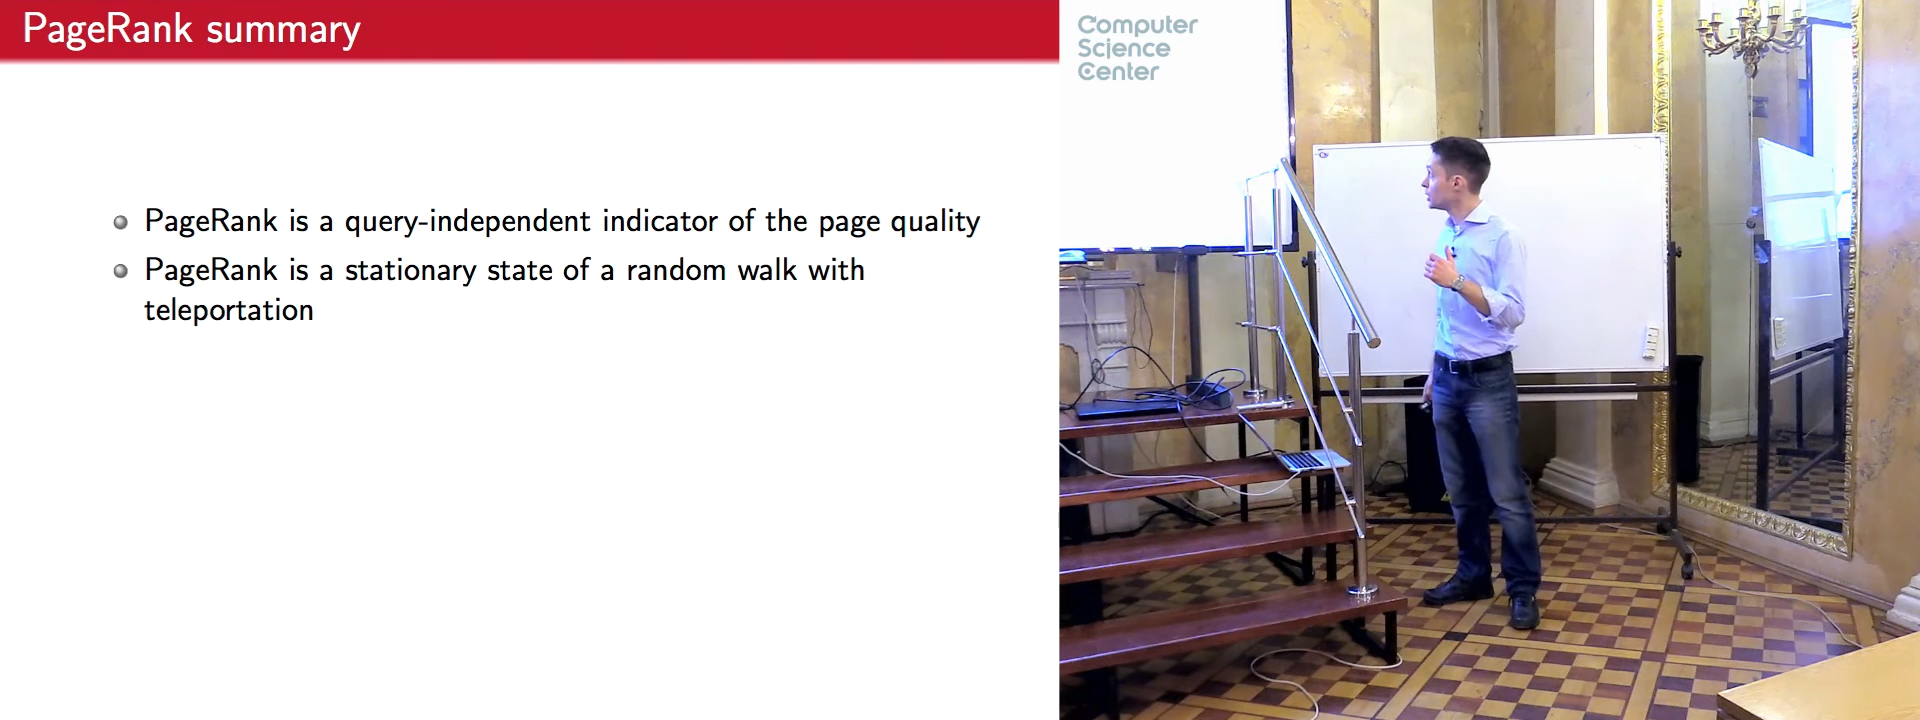 PageRank summary
PageRank is a query-independent indicator of the page quality
PageRank is a stationary state of a random walk with
teleportation
Computer
Science
Center